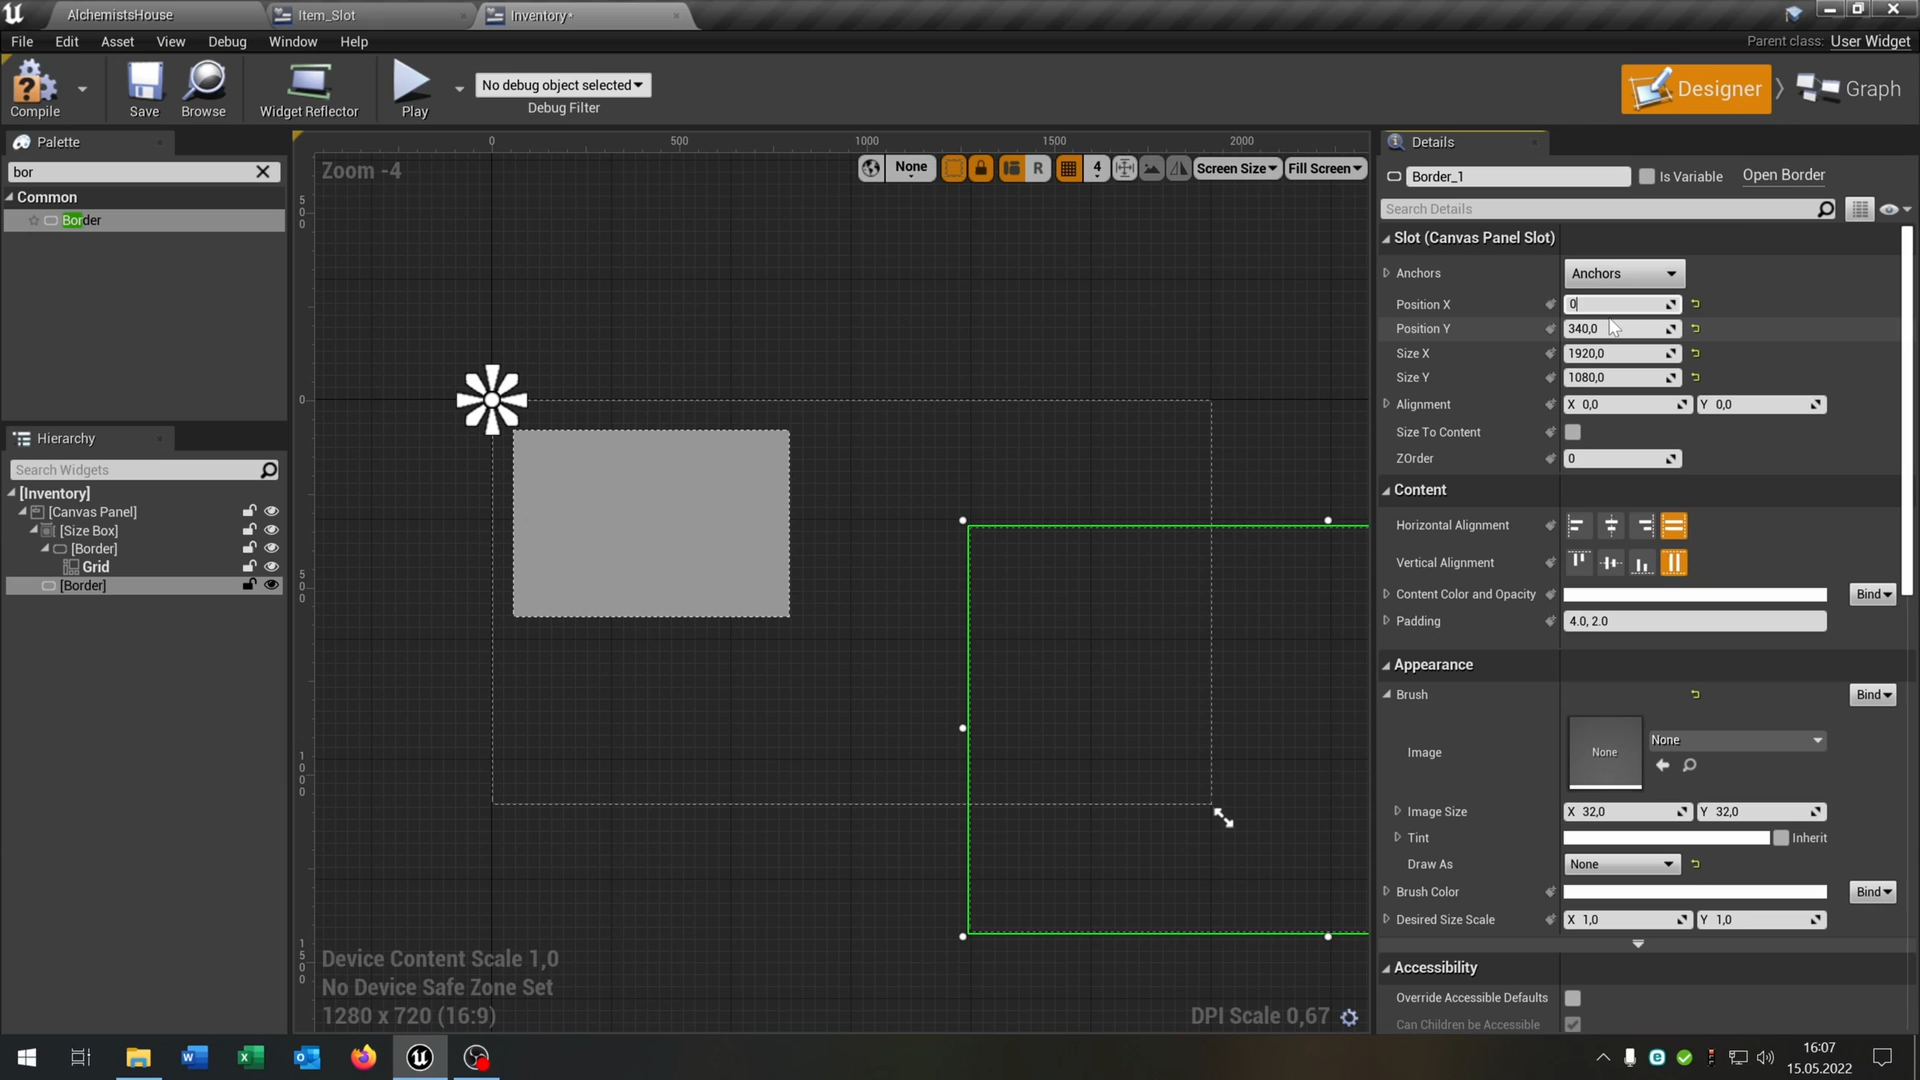 AlchemistsHouse
Item_Slot
Inventory*
File
Edit
Asset
View
Debug
Window
Help
Parent class:
User Widget
Compile
Save
Browse
Widget Reflector
Play
No debug object selected
Debug Filter
Designer
Graph
Palette
bor
Common
Border
Hierarchy
Search Widgets
[Inventory]
[Canvas Panel]
[Size Box]
[Border]
Grid
[Border]
0
500
1000
1500
2000
Zoom -4
None
R
4
Screen Size
Fill Screen
500
0
500
1000
1500
Device Content Scale 1,0
No Device Safe Zone Set
1280 x 720 (16:9)
DPI Scale 0,67
Details
Border_1
Is Variable
Open Border
Search Details
Slot (Canvas Panel Slot)
Anchors
Anchors
Position X
0
Position Y
340,0
Size X
1920,0
Size Y
1080,0
Alignment
X 0,0
Y 0,0
Size To Content
ZOrder
0
Content
Horizontal Alignment
Vertical Alignment
Content Color and Opacity
Bind
Padding
4.0, 2.0
Appearance
Brush
Bind
Image
None
None
Image Size
X 32,0
Y 32,0
Tint
Inherit
Draw As
None
Brush Color
Bind
Desired Size Scale
X 1,0
Y 1,0
Accessibility
Override Accessible Defaults
Can Children be Accessible
16:07
15.05.2022